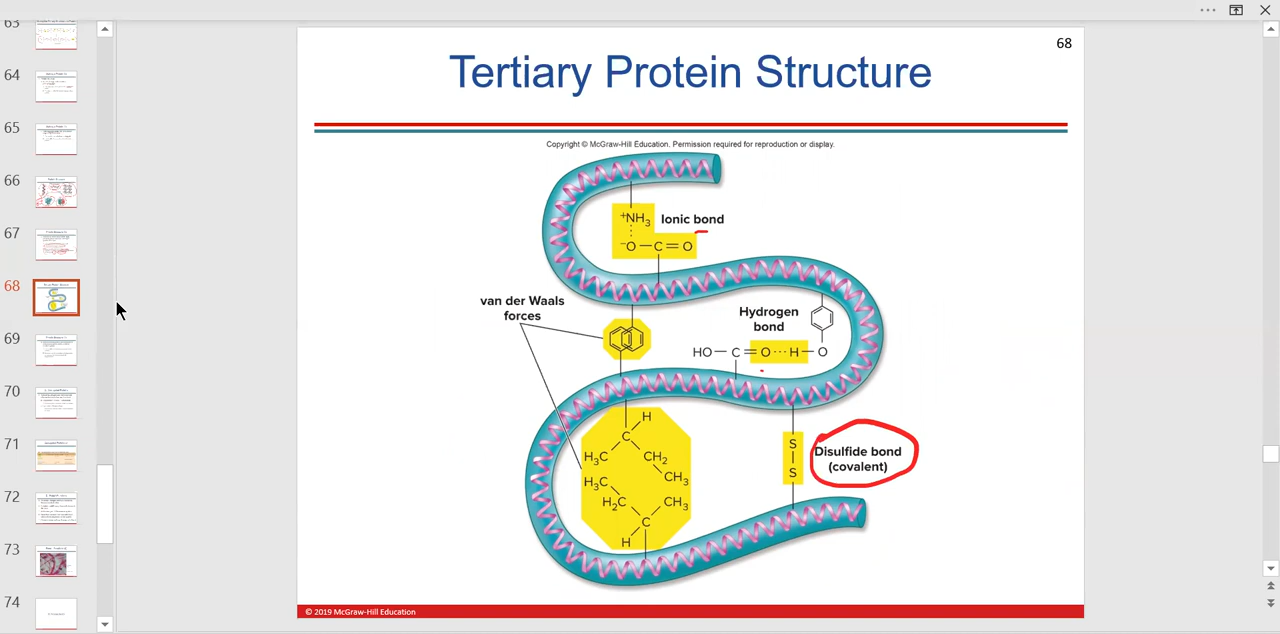 63
64
65
66
67
68
69
70
71
72
73
74
68
Tertiary Protein Structure
Copyright © McGraw-Hill Education. Permission required for reproduction or display.
⁺NH₃
Ionic bond
⁻O—C=O
van der Waals
forces
Hydrogen
bond
HO—C=O···H—O
H
C
H₃C
CH₂
CH₃
H₃C
H₂C
CH₃
C
H
S
S
Disulfide bond
(covalent)
© 2019 McGraw-Hill Education